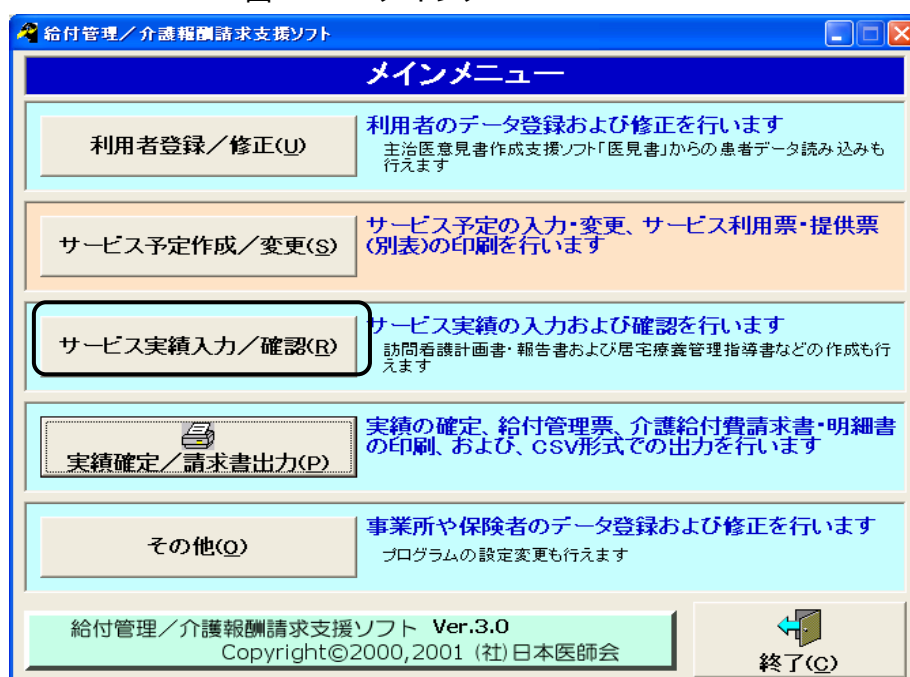 給付管理／介護報酬請求支援ソフト
メインメニュー
利用者登録／修正(U)
利用者のデータ登録および修正を行います
主治医意見書作成支援ソフト「医見書」からの患者データ読み込みも
行えます
サービス予定作成／変更(S)
サービス予定の入力・変更、サービス利用票・提供票
(別表)の印刷を行います
サービス実績入力／確認(R)
サービス実績の入力および確認を行います
訪問看護計画書・報告書および居宅療養管理指導書などの作成も行
えます
実績確定／請求書出力(P)
実績の確定、給付管理票、介護給付費請求書・明細書
の印刷、および、CSV形式での出力を行います
その他(O)
事業所や保険者のデータ登録および修正を行います
プログラムの設定変更も行えます
給付管理／介護報酬請求支援ソフト Ver.3.0
Copyright©2000,2001 (社)日本医師会
終了(C)